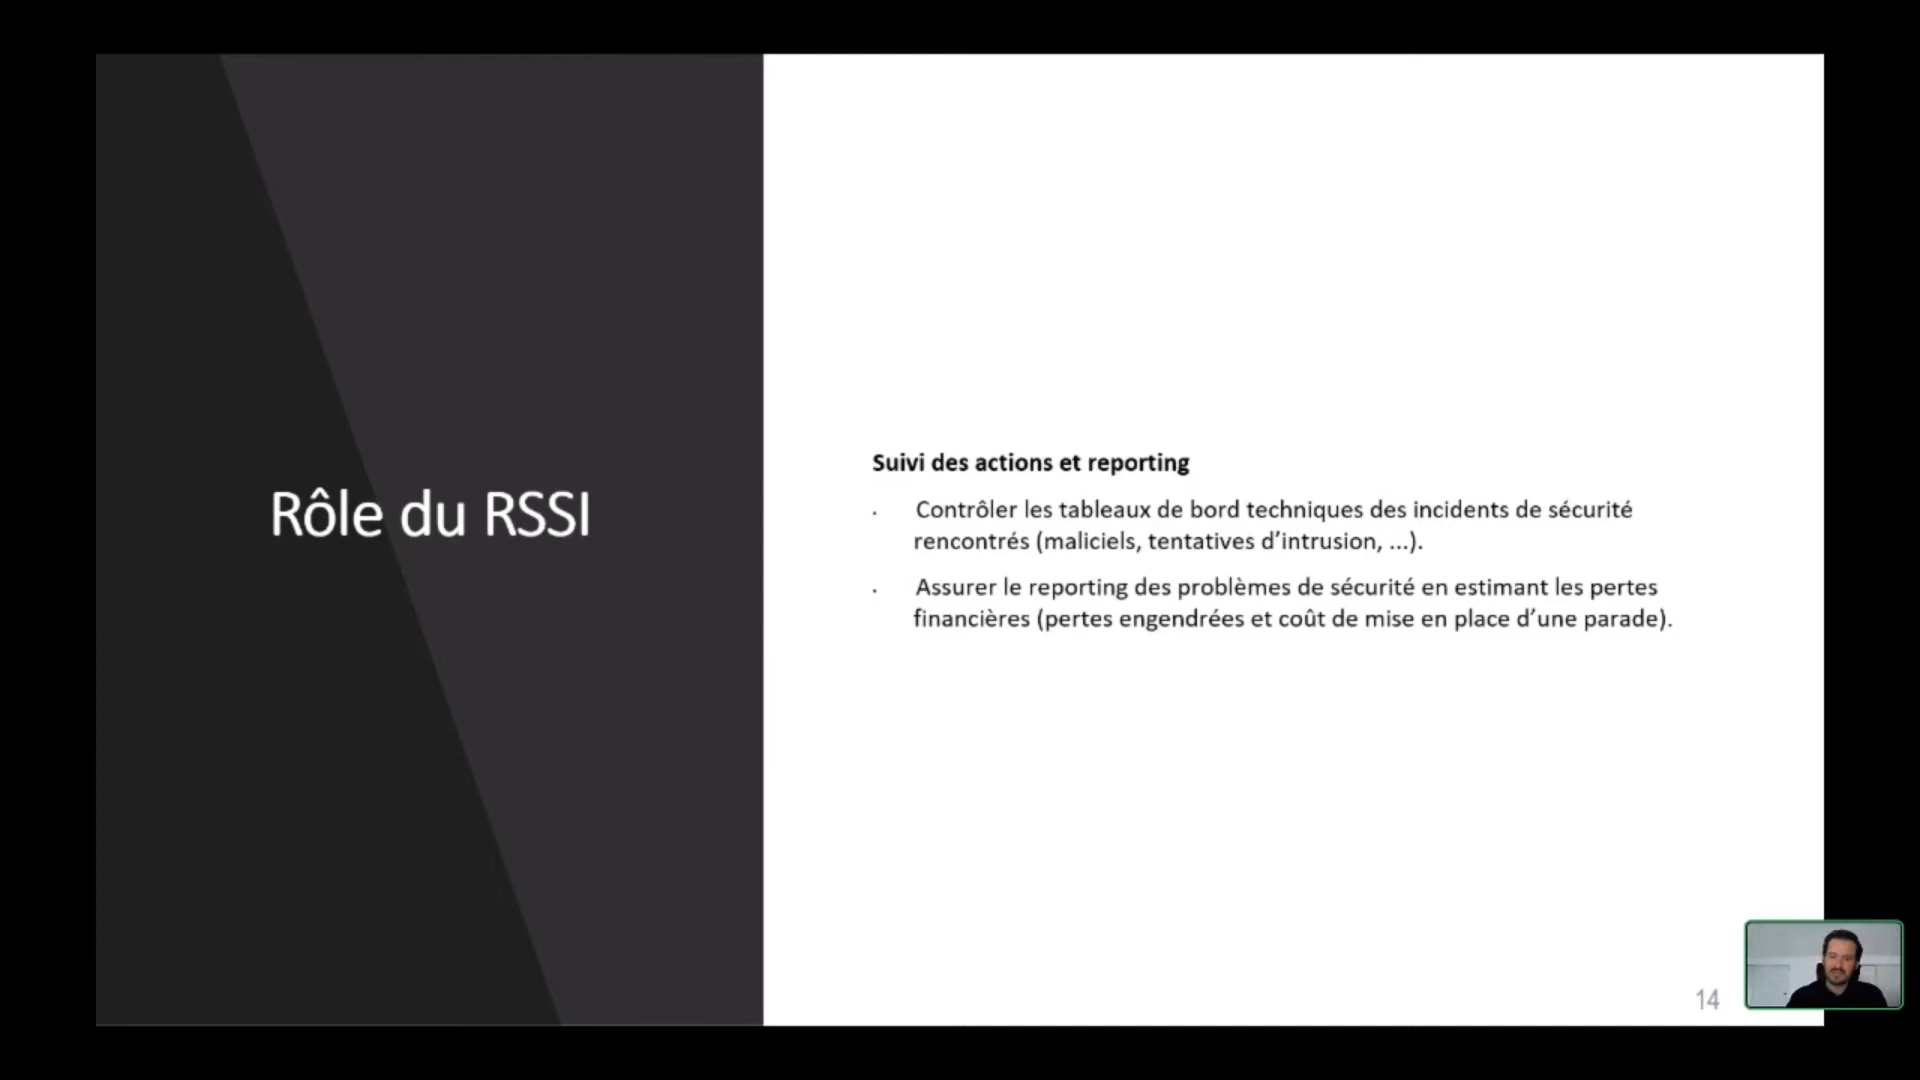 Rôle du RSSI
Suivi des actions et reporting
· Contrôler les tableaux de bord techniques des incidents de sécurité
rencontrés (maliciels, tentatives d’intrusion, ...).
· Assurer le reporting des problèmes de sécurité en estimant les pertes
financières (pertes engendrées et coût de mise en place d’une parade).
14